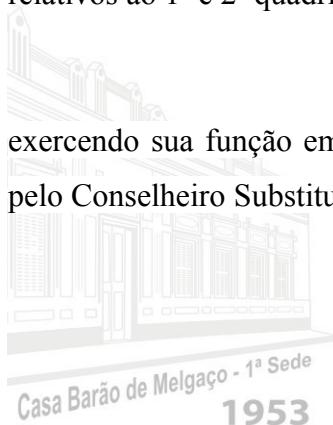 relativos ao 1º e 2º quadri
exercendo sua função em
pelo Conselheiro Substitu
Casa Barão de Melgaço - 1ª Sede
1953